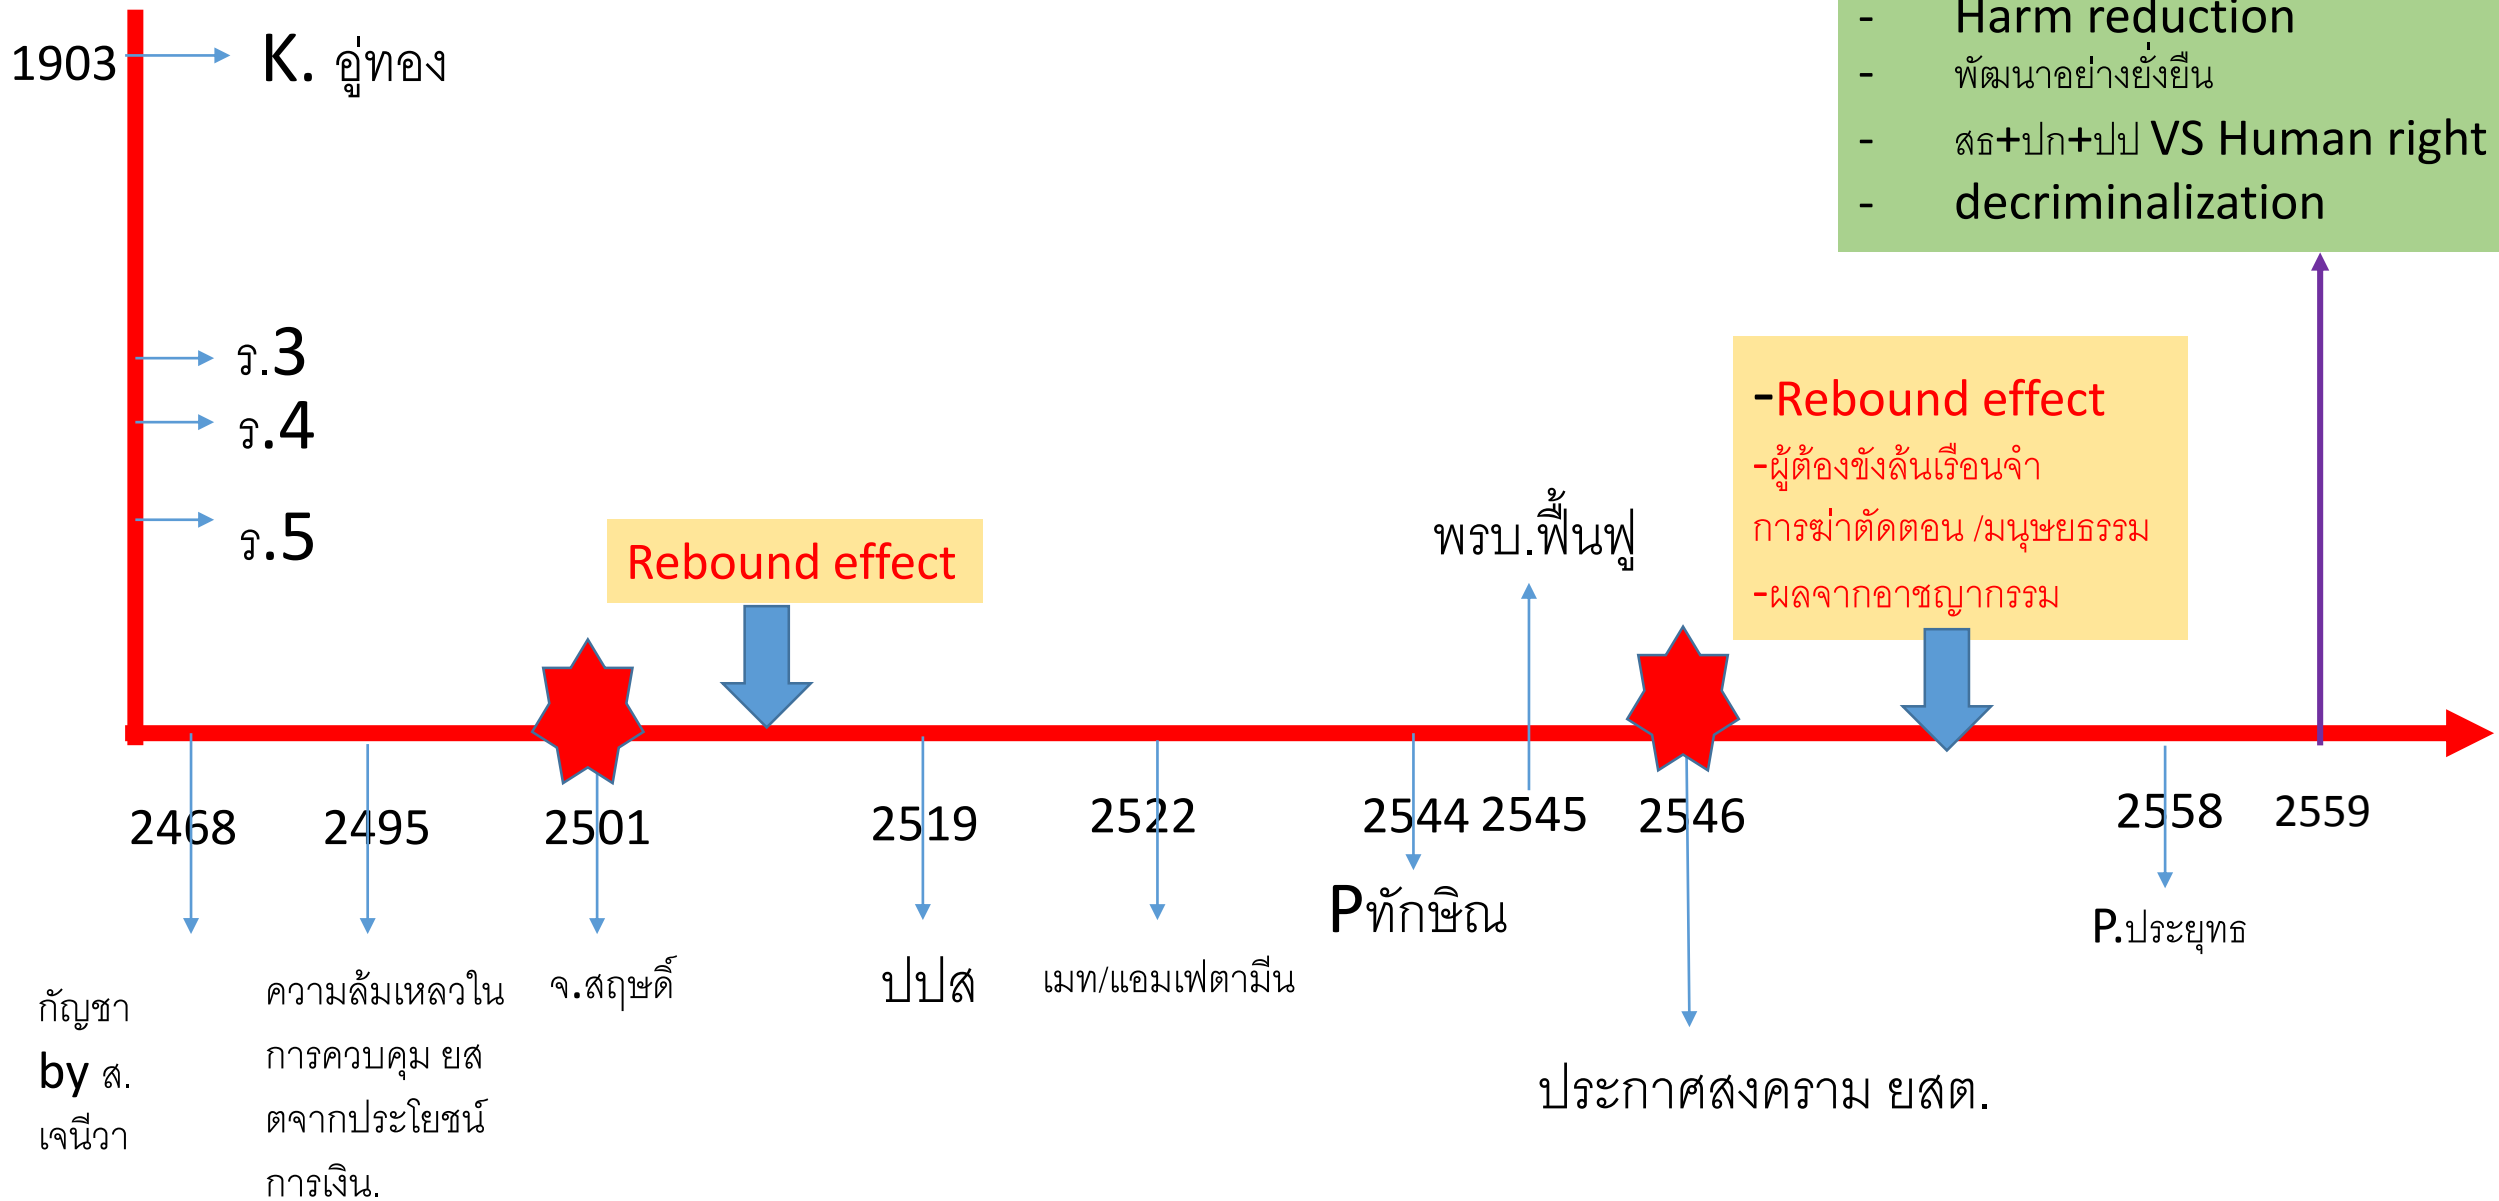 1903
K. อู่ทอง
- Harm reduction
- พัฒนาอย่างยั่งยืน
- สธ+ปก+ปป VS Human right
- decriminalization
ร.3
ร.4
ร.5
Rebound effect
พรบ.ฟื้นฟู
-Rebound effect
-ผู้ต้องขังล้นเรือนจำ
การฆ่าตัดตอน /มนุษยธรรม
-ผลจากอาชญากรรม
2468
2495
2501
2519
2522
2544
2545
2546
2558
2559
กัญชา
by ส.
เจนีวา
ความล้มเหลวใน
การควบคุม ยส
ตจากประโยชน์
การเงิน.
จ.สฤษดิ์
ปปส
เมท/แอมเฟตามีน
Pทักษิณ
ประกาศสงคราม ยสต.
P.ประยุทธ